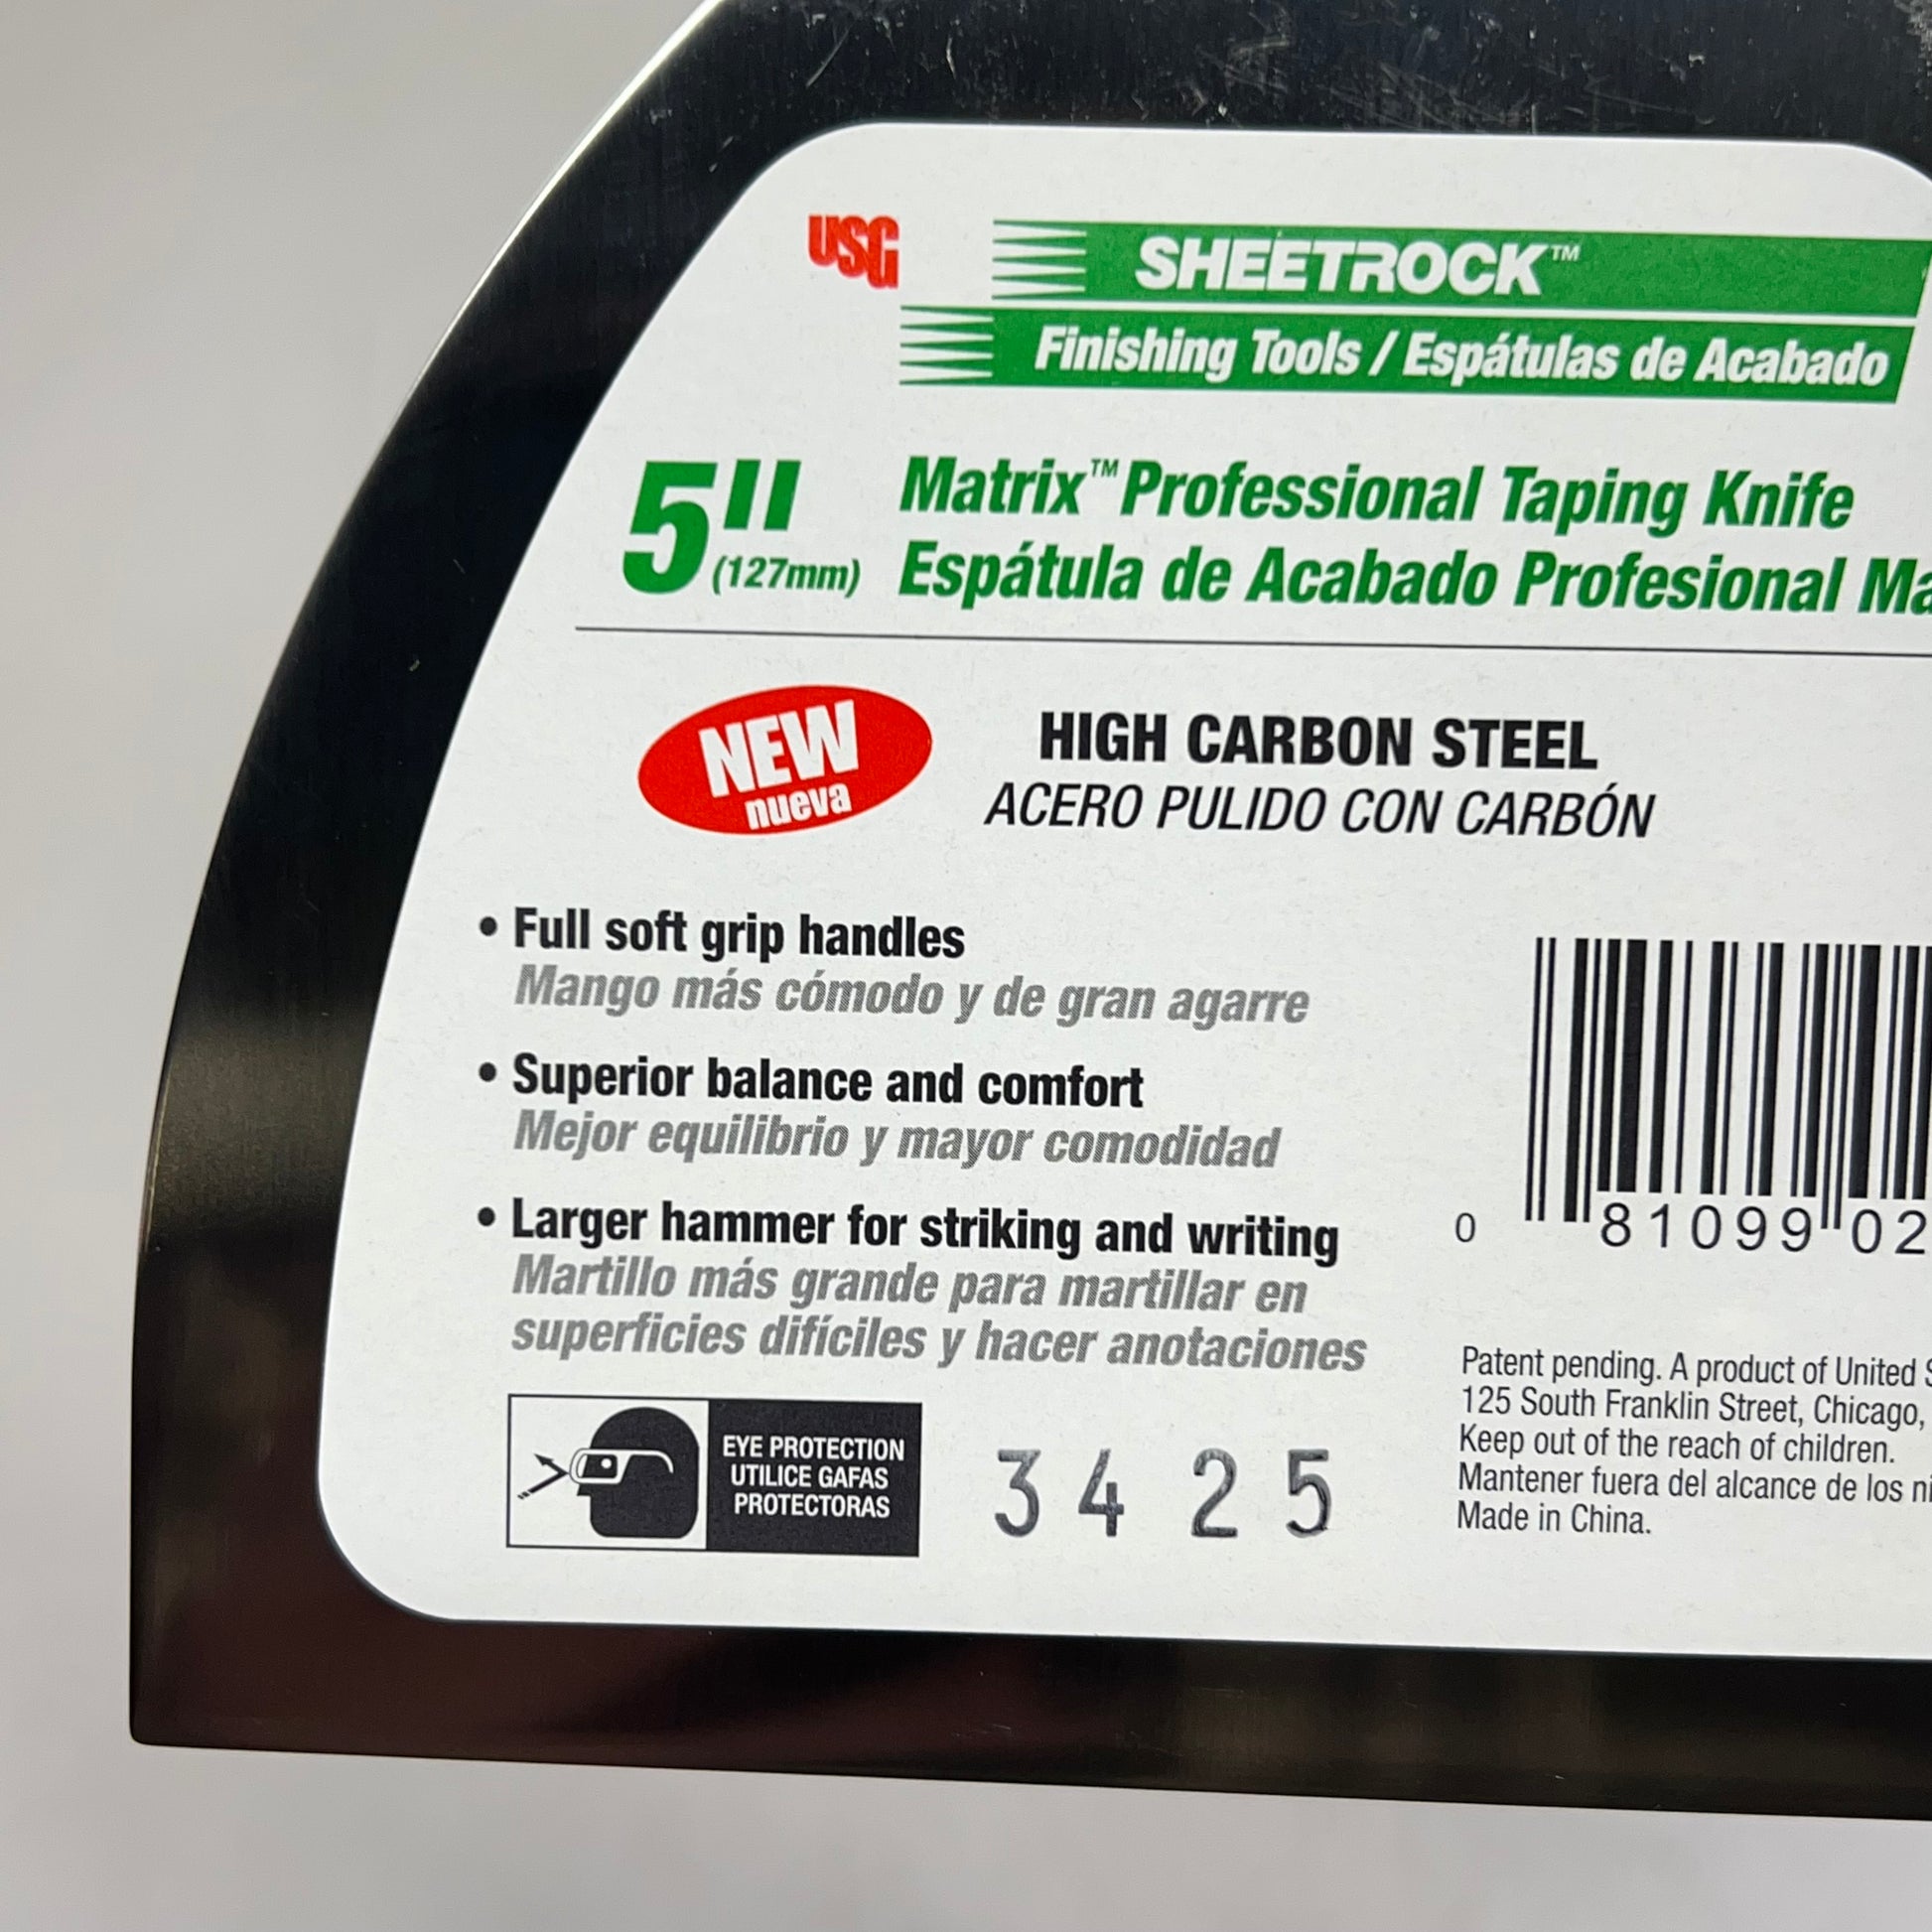 USG
SHEETROCK™
Finishing Tools / Espátulas de Acabado
5" Matrix™ Professional Taping Knife
(127mm) Espátula de Acabado Profesional
NEW
nueva
HIGH CARBON STEEL
ACERO PULIDO CON CARBÓN
• Full soft grip handles
Mango más cómodo y de gran agarre
• Superior balance and comfort
Mejor equilibrio y mayor comodidad
• Larger hammer for striking and writing
Martillo más grande para martillar en
superficies difíciles y hacer anotaciones
EYE PROTECTION
UTILICE GAFAS
PROTECTORAS
34 25
0 81099 02
Patent pending. A product of United
125 South Franklin Street, Chicago,
Keep out of the reach of children.
Mantener fuera del alcance de los
Made in China.